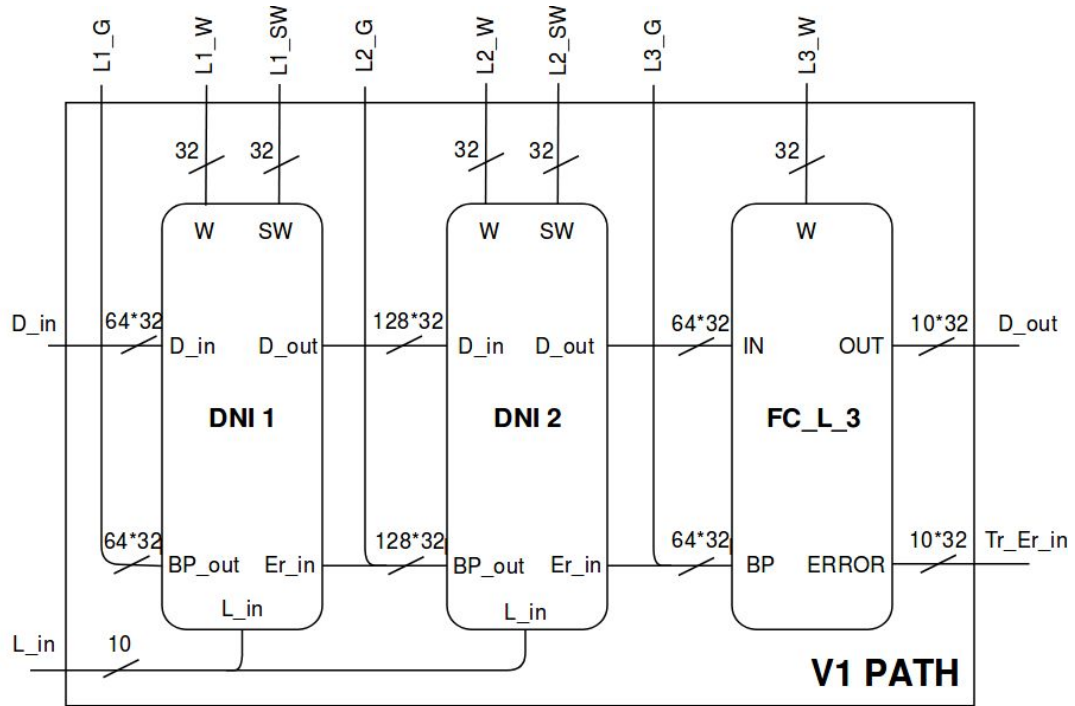 L1_G
L1_W
L1_SW
L2_G
L2_W
L2_SW
L3_G
L3_W
32
32
32
32
32
W
SW
W
SW
W
D_in
64*32
D_in
D_out
128*32
D_in
D_out
64*32
IN
OUT
10*32
D_out
DNI 1
DNI 2
FC_L_3
64*32
BP_out
Er_in
128*32
BP_out
Er_in
64*32
BP
ERROR
10*32
Tr_Er_in
L_in
L_in
L_in
10
V1 PATH